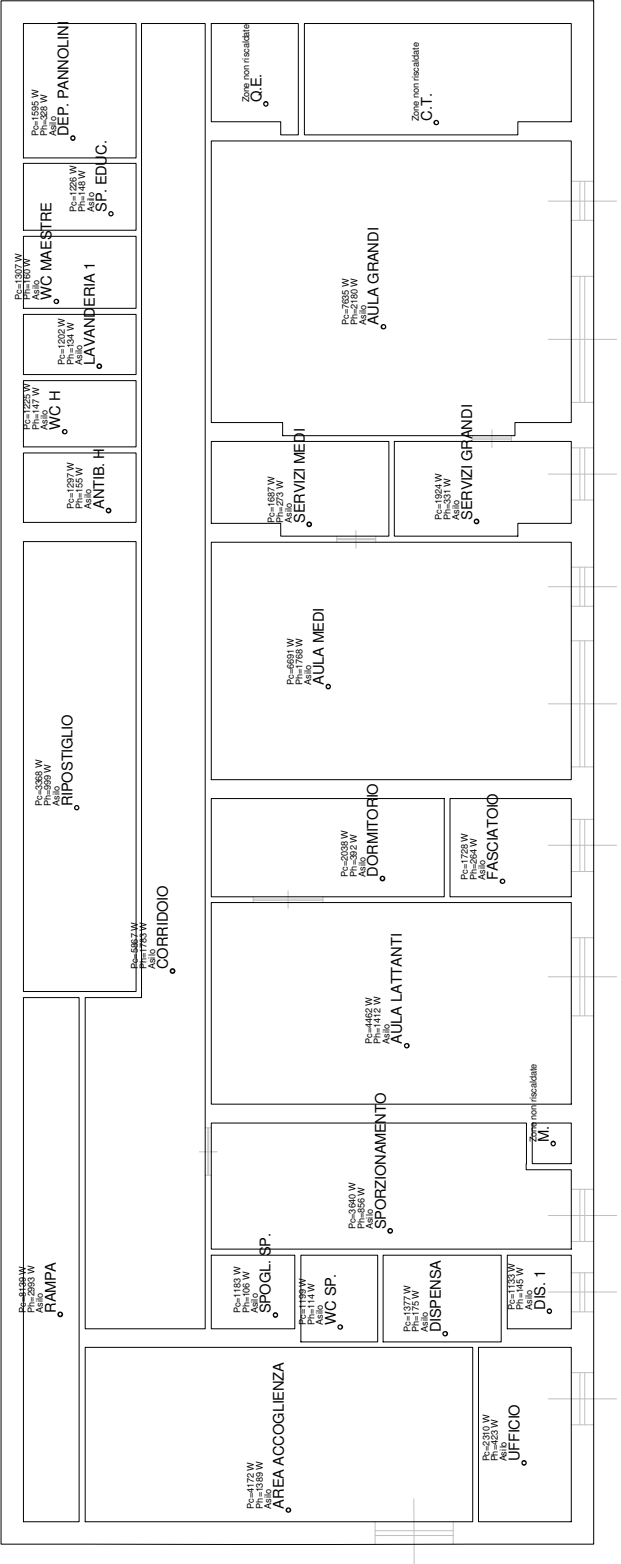 Pc=1595 W
Ph=328 W
Asilo
DEP. PANNOLINI
Zone non riscaldate
Q.E.
Zone non riscaldate
C.T.
Pc=1226 W
Ph=148 W
Asilo
SP. EDUC.
Pc=1307 W
Ph=160 W
Asilo
WC MAESTRE
Pc=1202 W
Ph=134 W
Asilo
LAVANDERIA 1
Pc=7635 W
Ph=2180 W
Asilo
AULA GRANDI
Pc=1225 W
Ph=147 W
Asilo
WC H
Pc=1297 W
Ph=155 W
Asilo
ANTIB. H
Pc=1687 W
Ph=273 W
Asilo
SERVIZI MEDI
Pc=1924 W
Ph=331 W
Asilo
SERVIZI GRANDI
Pc=6691 W
Ph=1768 W
Asilo
AULA MEDI
Pc=3368 W
Ph=999 W
Asilo
RIPOSTIGLIO
Pc=2038 W
Ph=392 W
Asilo
DORMITORIO
Pc=1728 W
Ph=264 W
Asilo
FASCIATOIO
Pc=5867 W
Ph=1783 W
Asilo
CORRIDOIO
Pc=4462 W
Ph=1412 W
Asilo
AULA LATTANTI
Zone non riscaldate
M.
Pc=3640 W
Ph=856 W
Asilo
SPORZIONAMENTO
Pc=8139 W
Ph=2993 W
Asilo
RAMPA
Pc=1183 W
Ph=106 W
Asilo
SPOGL. SP.
Pc=1199 W
Ph=114 W
Asilo
WC SP.
Pc=1377 W
Ph=175 W
Asilo
DISPENSA
Pc=1133 W
Ph=145 W
Asilo
DIS. 1
Pc=4172 W
Ph=1389 W
Asilo
AREA ACCOGLIENZA
Pc=2310 W
Ph=423 W
Asilo
UFFICIO